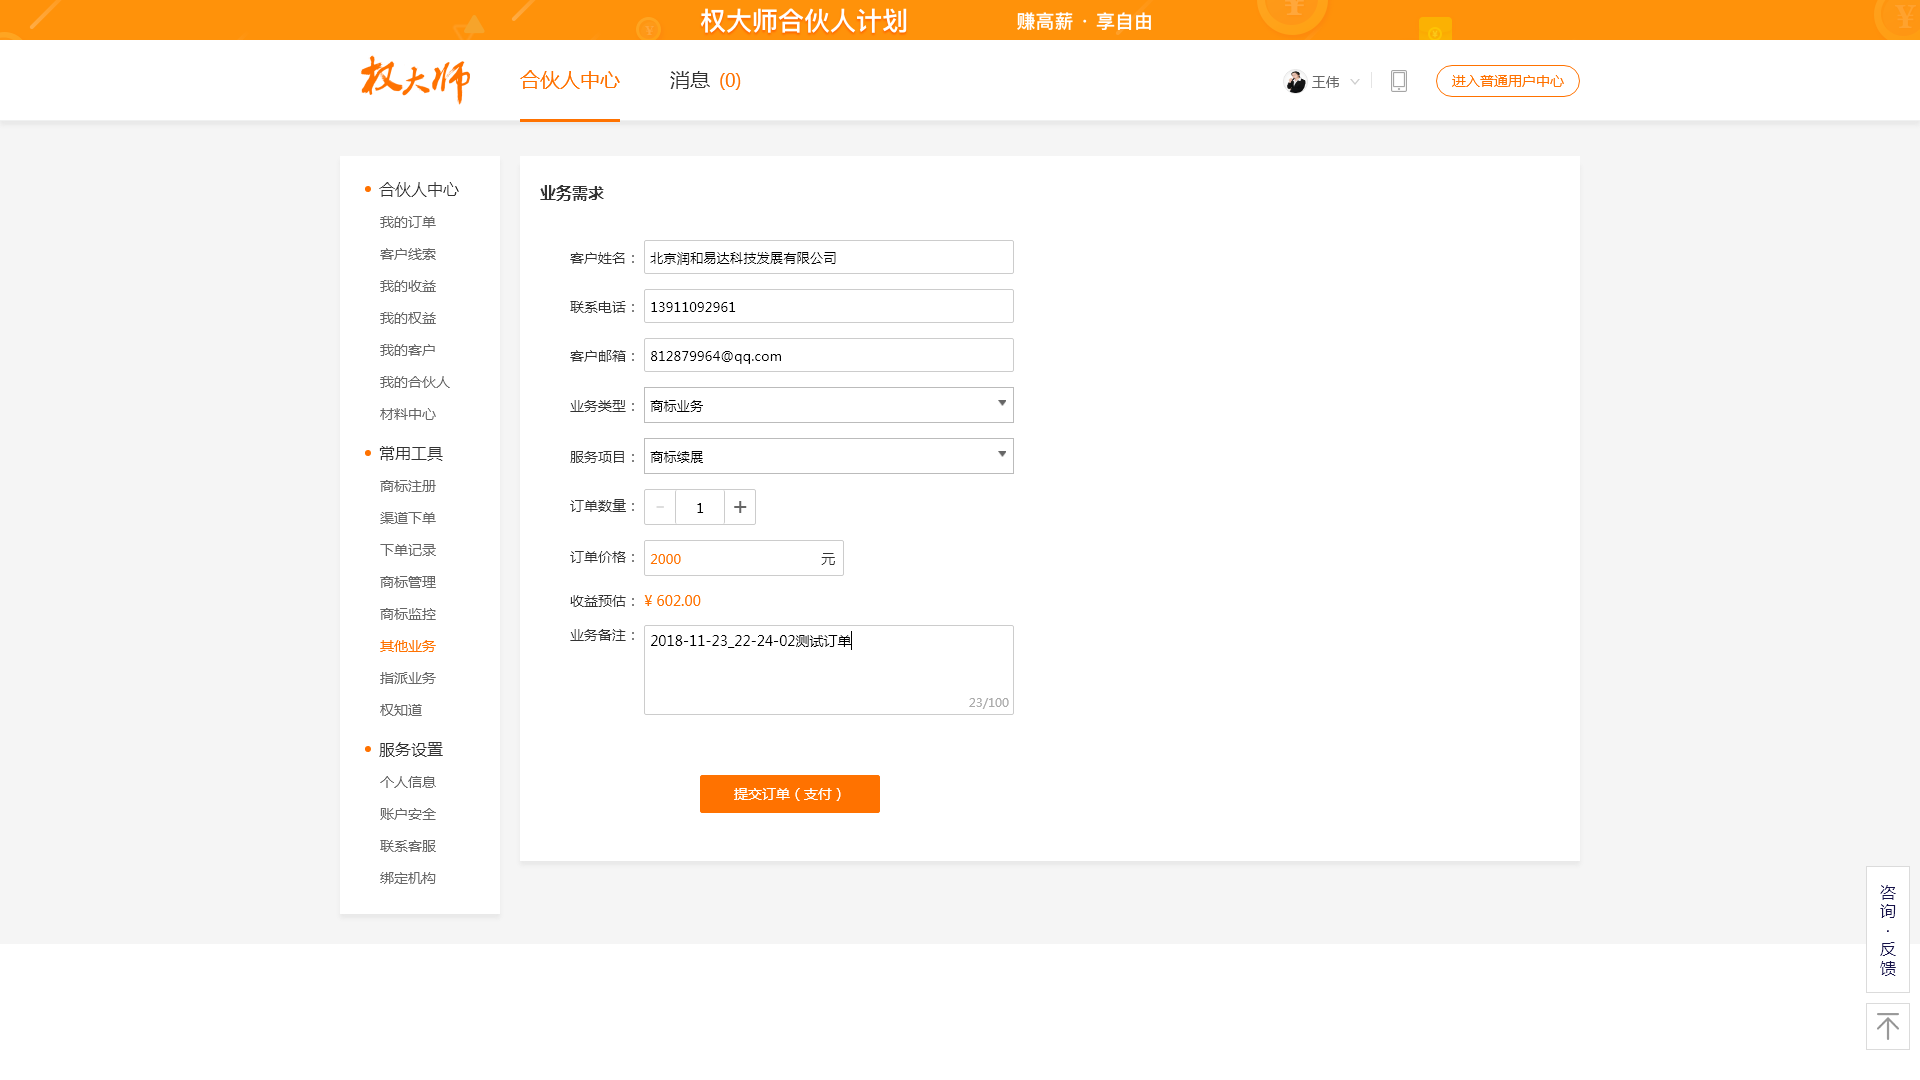 权大师合伙人计划 赚高薪 · 享自由
权大师 合伙人中心 消息 (0) 王伟 进入普通用户中心
合伙人中心
我的订单
客户线索
我的收益
我的权益
我的客户
我的合伙人
材料中心
常用工具
商标注册
渠道下单
下单记录
商标管理
商标监控
其他业务
指派业务
权知道
服务设置
个人信息
账户安全
联系客服
绑定机构
业务需求
客户姓名： 北京润和易达科技发展有限公司
联系电话： 13911092961
客户邮箱： 812879964@qq.com
业务类型： 商标业务
服务项目： 商标续展
订单数量： － 1 +
订单价格： 2000 元
收益预估： ¥ 602.00
业务备注： 2018-11-23_22-24-02测试订单
23/100
提交订单（支付）
咨询·反馈